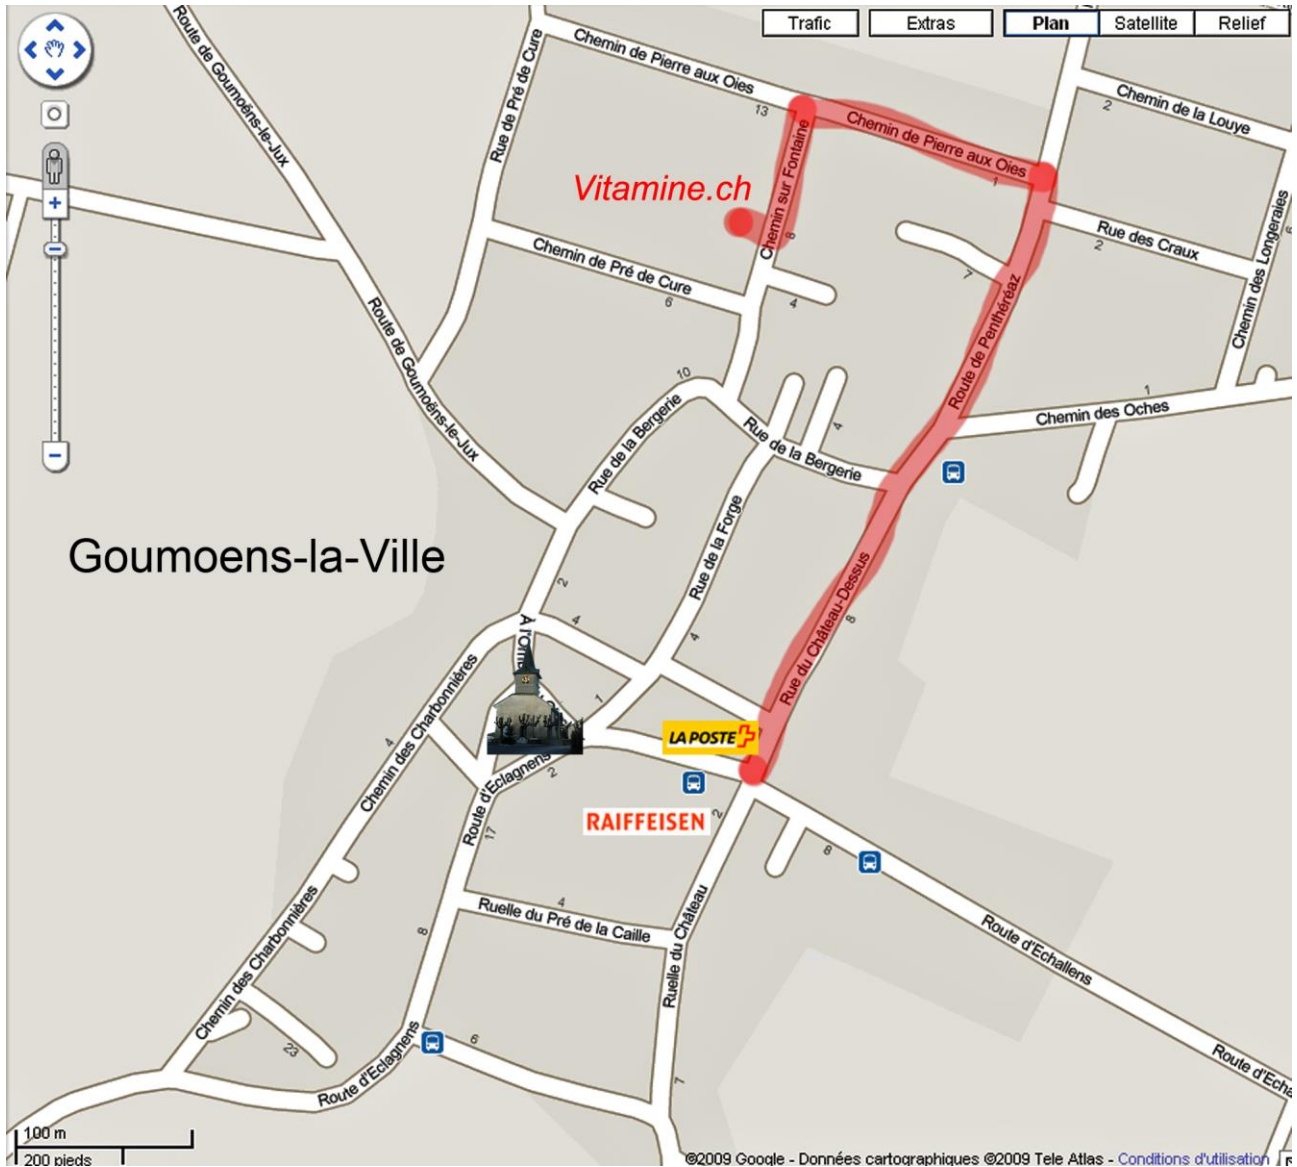 Trafic
Extras
Plan
Satellite
Relief
Route de Goumoëns-le-Jux
Rue de Pré de Cure
Chemin de Pierre aux Oies
13
Chemin de Pierre aux Oies
1
2
Chemin de la Louye
Chemin des Longeraies
6
Vitamine.ch
Chemin sur Fontaine
8
Rue des Craux
2
7
Chemin de Pré de Cure
6
4
Route de Penthéréaz
Route de Goumoëns-le-Jux
10
Rue de la Bergerie
Rue de la Bergerie
4
Chemin des Oches
1
Rue de la Forge
Goumoens-la-Ville
2
4
4
Rue du Château-Dessus
8
A l'Orm
1
Chemin des Charbonnières
4
LA POSTE
Route d'Eclagnens
2
17
RAIFFEISEN
2
8
Ruelle du Pré de la Caille
4
Ruelle du Château
7
Route d'Echallens
Route d'Echa
Chemin des Charbonnières
8
23
Route d'Eclagnens
6
100 m
200 pieds
©2009 Google - Données cartographiques ©2009 Tele Atlas - Conditions d'utilisation